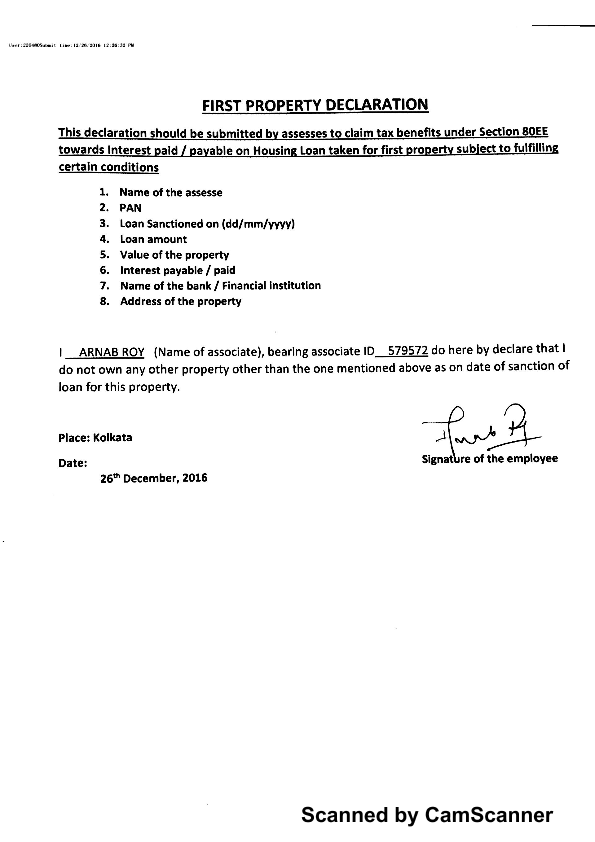 FIRST PROPERTY DECLARATION
This declaration should be submitted by assesses to claim tax benefits under Section 80EE
towards Interest paid / payable on Housing Loan taken for first property subject to fulfilling
certain conditions
1. Name of the assesse
2. PAN
3. Loan Sanctioned on (dd/mm/yyyy)
4. Loan amount
5. Value of the property
6. Interest payable / paid
7. Name of the bank / Financial institution
8. Address of the property
I ARNAB ROY (Name of associate), bearing associate ID 579572 do here by declare that I
do not own any other property other than the one mentioned above as on date of sanction of
loan for this property.
Arnab Roy
Place: Kolkata
Signature of the employee
Date:
26th December, 2016
Scanned by CamScanner